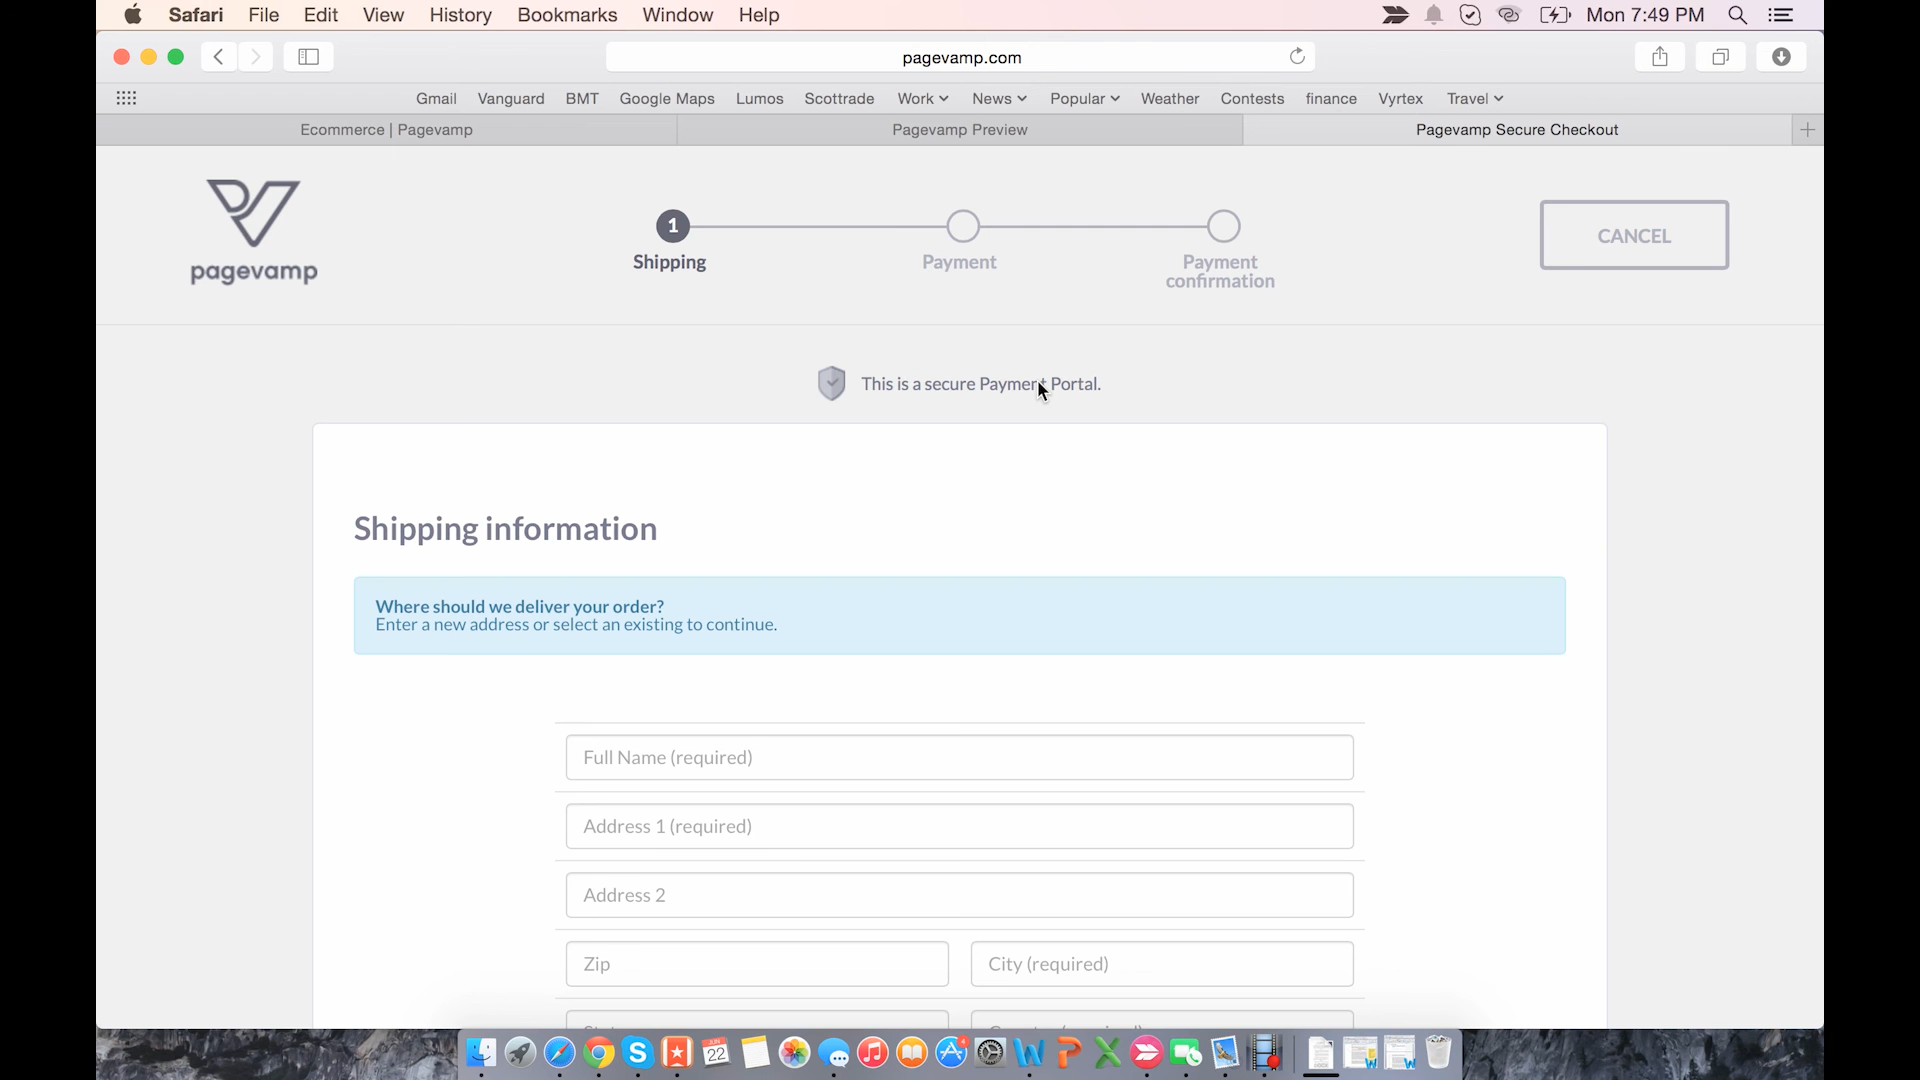 Safari File Edit View History Bookmarks Window Help Mon 7:49 PM
pagevamp.com
Gmail Vanguard BMT Google Maps Lumos Scottrade Work News Popular Weather Contests finance Vyrtex Travel
Ecommerce | Pagevamp Pagevamp Preview Pagevamp Secure Checkout
pagevamp
1
Shipping
Payment
Payment
confirmation
CANCEL
This is a secure Payment Portal.
Shipping information
Where should we deliver your order?
Enter a new address or select an existing to continue.
Full Name (required)
Address 1 (required)
Address 2
Zip
City (required)
JUN
22
4